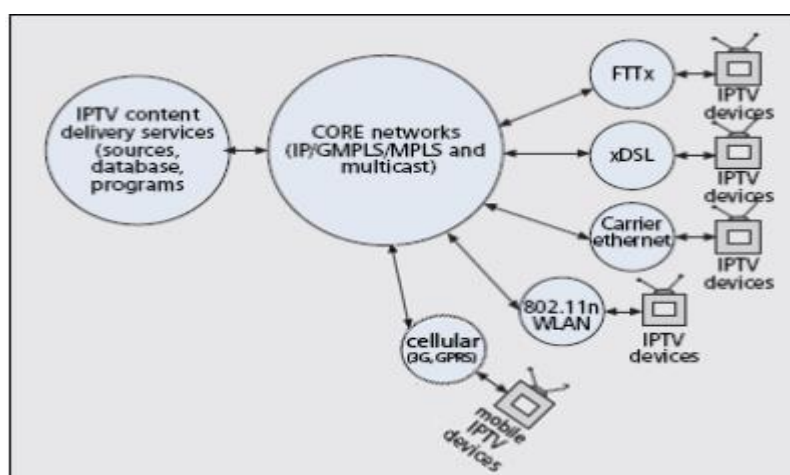 IPTV content
delivery services
(sources,
database,
programs
CORE networks
(IP/GMPLS/MPLS and
multicast)
FTTx
IPTV
devices
xDSL
IPTV
devices
Carrier
ethernet
IPTV
devices
802.11n
WLAN
IPTV
devices
cellular
(3G, GPRS)
mobile
IPTV
devices